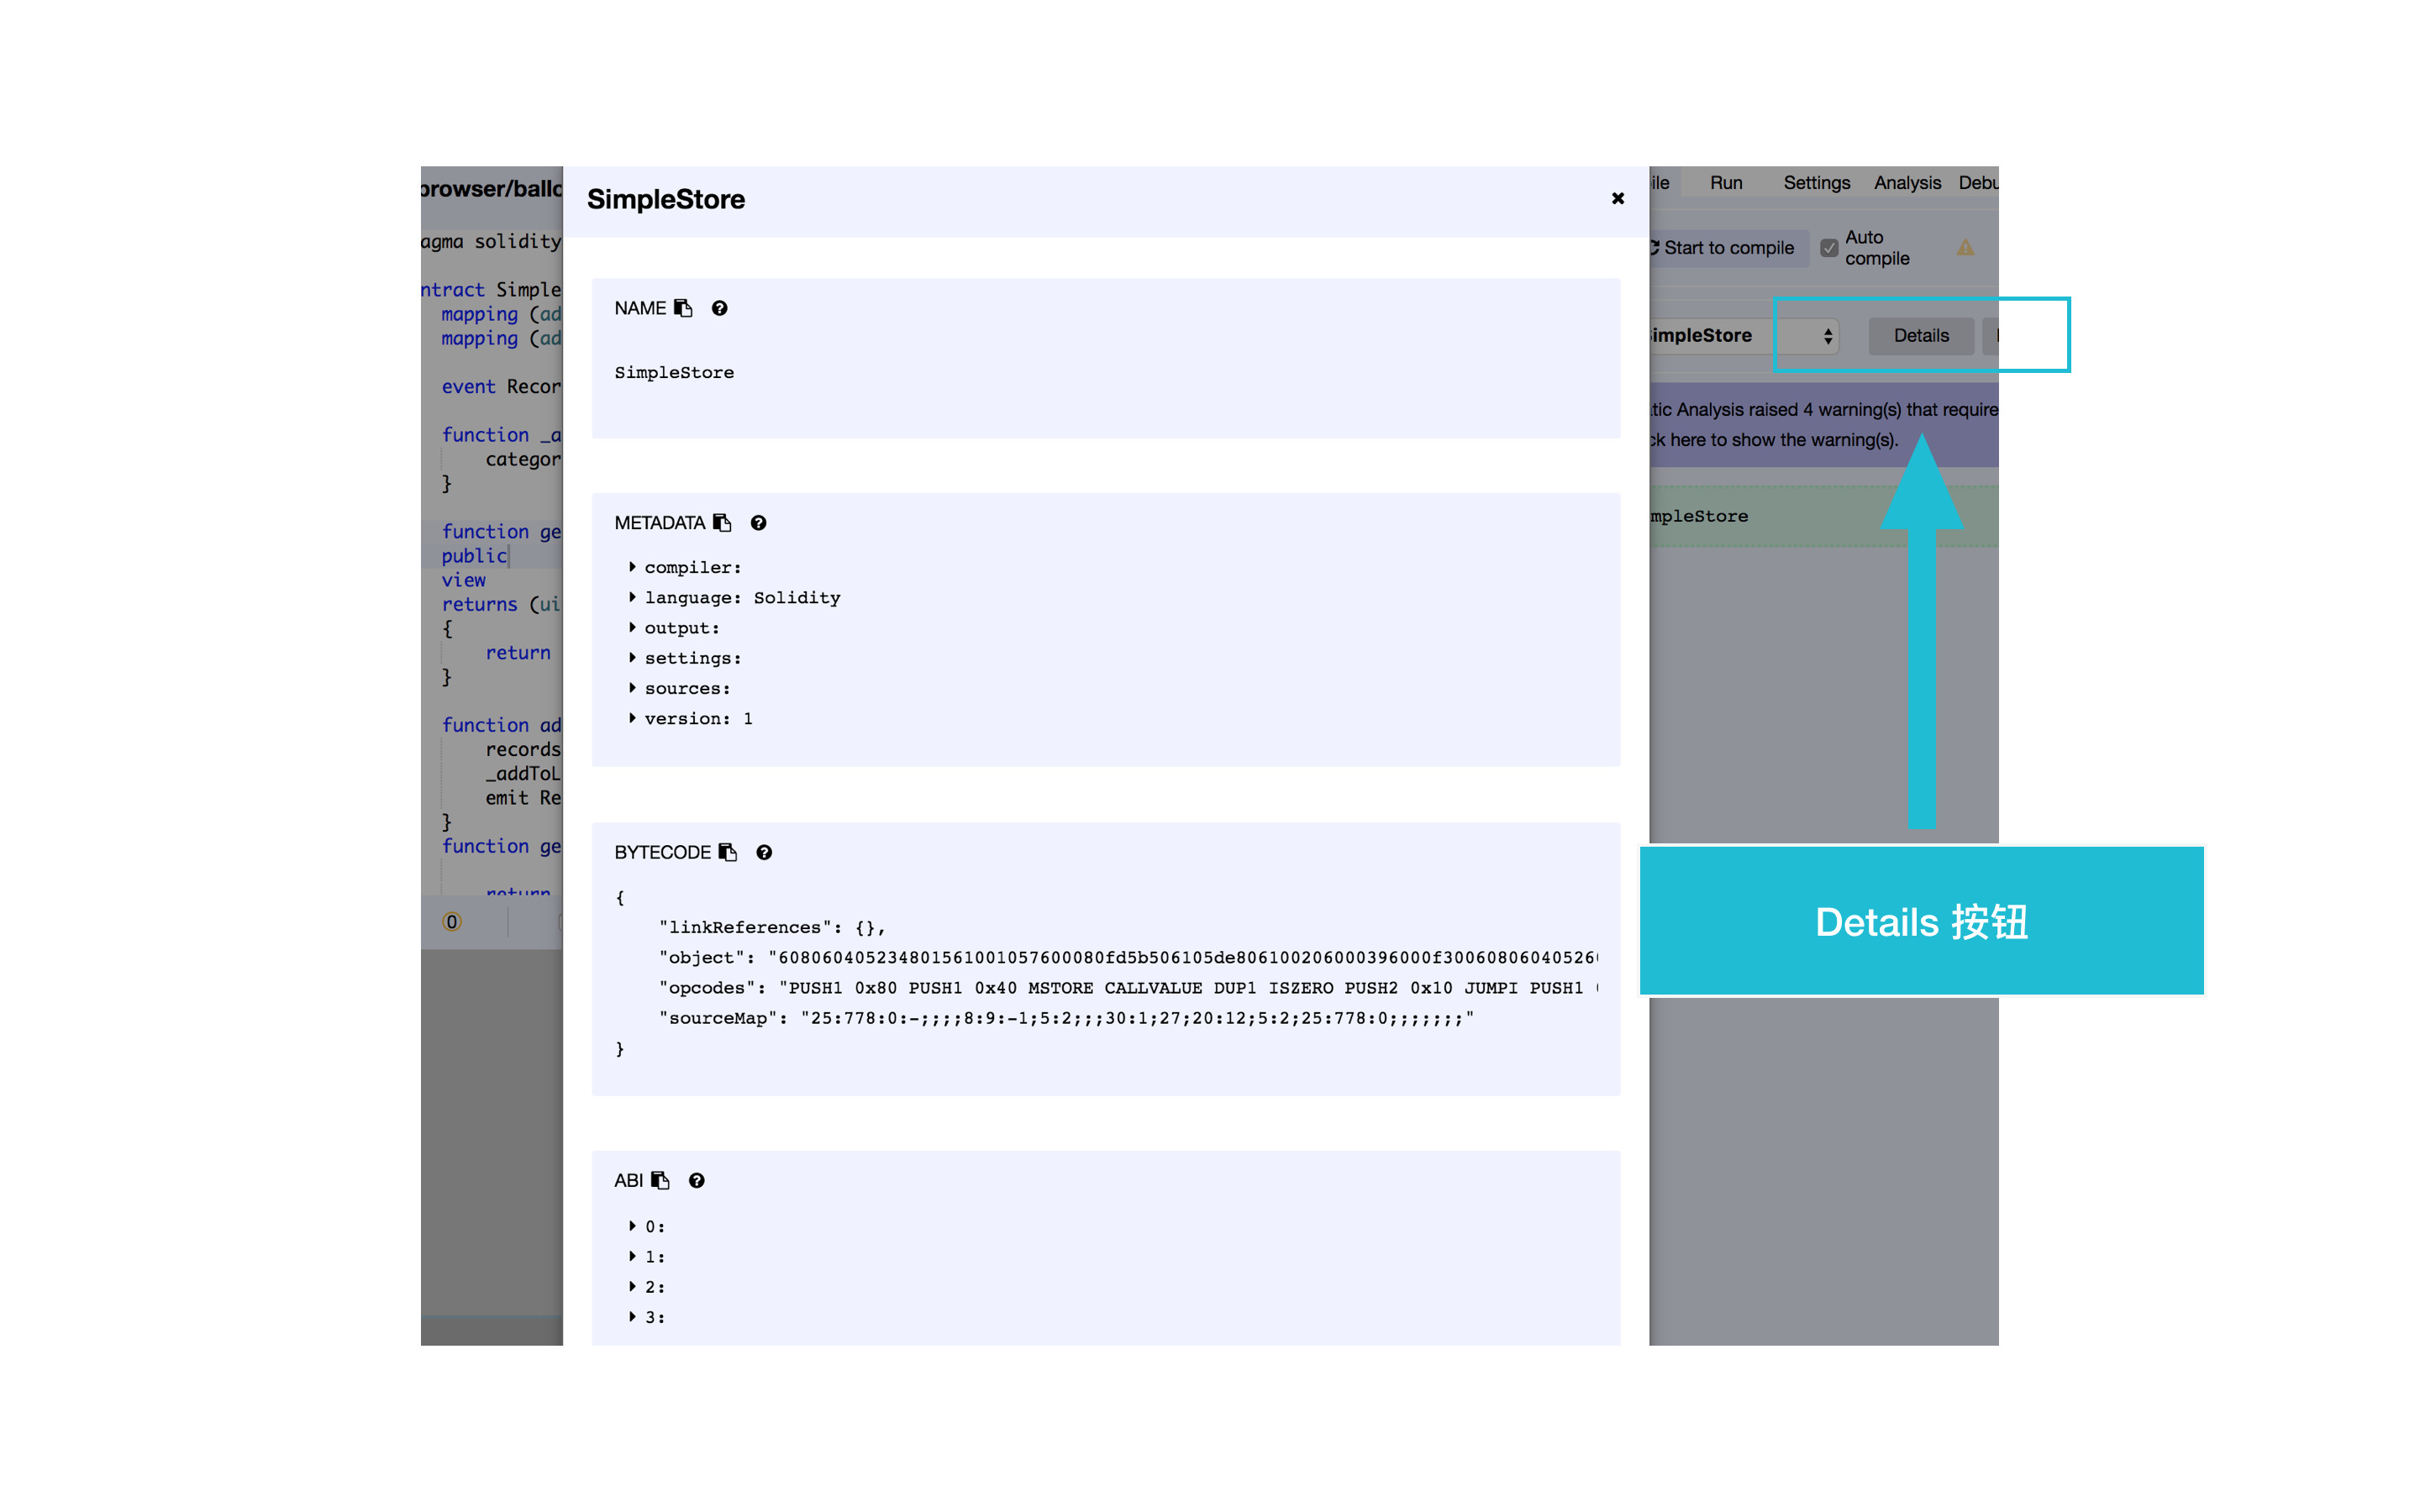 browser/ballo
agma solidity
ntract Simple
mapping (ad
mapping (ad
event Recor
function _a
categor
}
function ge
public
view
returns (ui
{
return
}
function ad
records
_addToL
emit Re
}
function ge
return
0
SimpleStore
NAME
SimpleStore
METADATA
compiler:
language: Solidity
output:
settings:
sources:
version: 1
BYTECODE
{
"linkReferences": {},
"object": "608060405234801561001057600080fd5b506105de806100206000396000f3006080604052600
"opcodes": "PUSH1 0x80 PUSH1 0x40 MSTORE CALLVALUE DUP1 ISZERO PUSH2 0x10 JUMPI PUSH1
"sourceMap": "25:778:0:-;;;;8:9:-1;5:2;;;30:1;27;20:12;5:2;25:778:0;;;;;;;"
}
ABI
0:
1:
2:
3:
ile Run Settings Analysis Debu
Start to compile
Auto
compile
impleStore Details
tic Analysis raised 4 warning(s) that require
ck here to show the warning(s).
mpleStore
Details 按钮